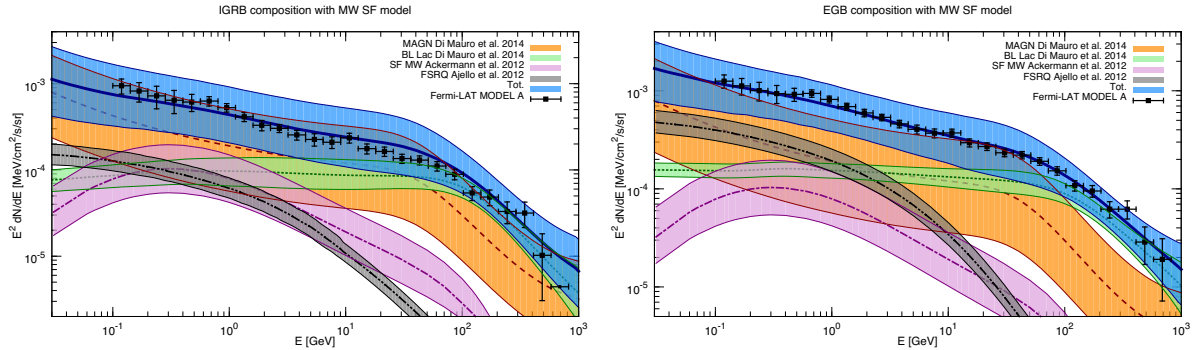 IGRB composition with MW SF model
MAGN Di Mauro et al. 2014
BL Lac Di Mauro et al. 2014
SF MW Ackermann et al. 2012
FSRQ Ajello et al. 2012
Tot.
Fermi-LAT MODEL A
E² dN/dE [MeV/cm²/s/sr]
10⁻³
10⁻⁴
10⁻⁵
10⁻¹ 10⁰ 10¹ 10² 10³
E [GeV]
EGB composition with MW SF model
MAGN Di Mauro et al. 2014
BL Lac Di Mauro et al. 2014
SF MW Ackermann et al. 2012
FSRQ Ajello et al. 2012
Tot.
Fermi-LAT MODEL A
E² dN/dE [MeV/cm²/s/sr]
10⁻³
10⁻⁴
10⁻⁵
10⁻¹ 10⁰ 10¹ 10² 10³
E [GeV]